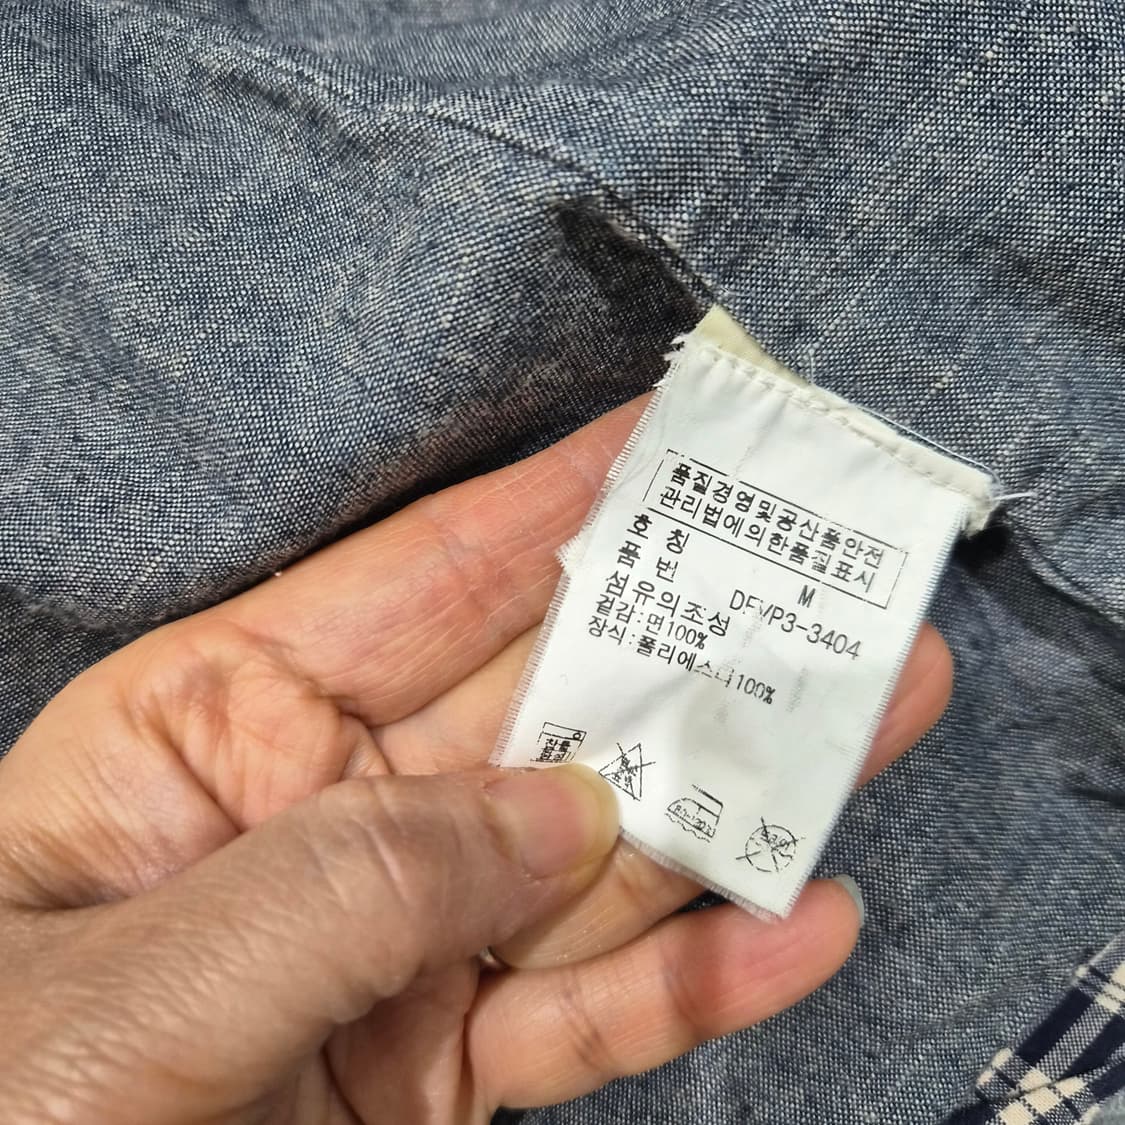 품질경영및공산품안전
관리법에의한품질표시
호 칭 M
품 번
섬유의조성
겉감:면100%
장식:폴리에스터100%